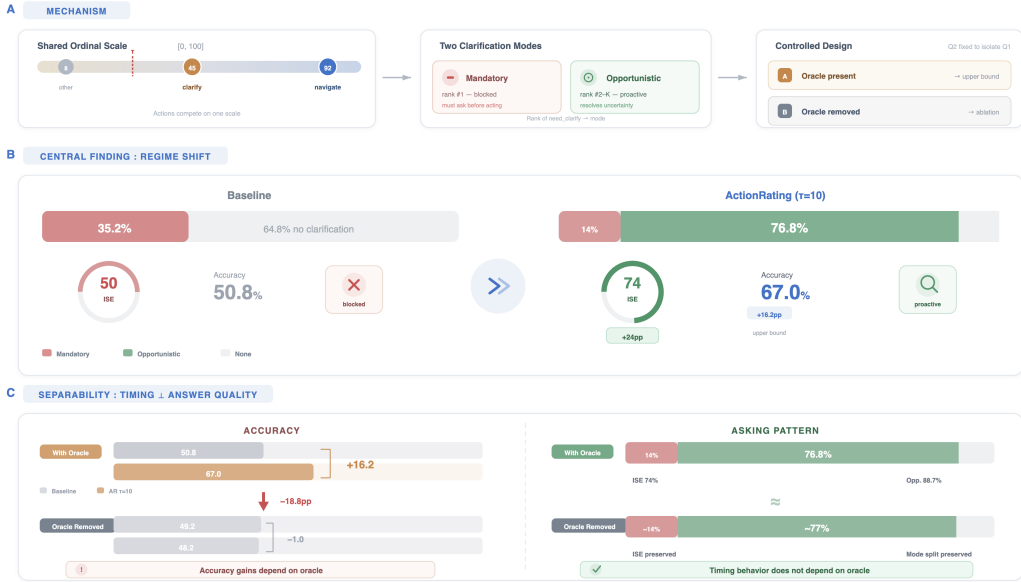 A MECHANISM
Shared Ordinal Scale [0, 100]
τ
8 45 92
other clarify navigate
Actions compete on one scale
Two Clarification Modes
Mandatory
rank #1 — blocked
must ask before acting
Opportunistic
rank #2–K — proactive
resolves uncertainty
Rank of need_clarify → mode
Controlled Design Q2 fixed to isolate Q1
A Oracle present → upper bound
B Oracle removed → ablation
B CENTRAL FINDING : REGIME SHIFT
Baseline
35.2% 64.8% no clarification
50
ISE
Accuracy
50.8%
blocked
Mandatory Opportunistic None
ActionRating (τ=10)
14% 76.8%
74
ISE
+24pp
Accuracy
67.0%
+16.2pp
upper bound
proactive
C SEPARABILITY : TIMING ⊥ ANSWER QUALITY
ACCURACY
With Oracle 50.8
67.0
+16.2
Baseline AR τ=10
−18.8pp
Oracle Removed 49.2
48.2
−1.0
! Accuracy gains depend on oracle
ASKING PATTERN
With Oracle 14% 76.8%
ISE 74% Opp. 88.7%
≈
Oracle Removed ~14% ~77%
ISE preserved Mode split preserved
Timing behavior does not depend on oracle